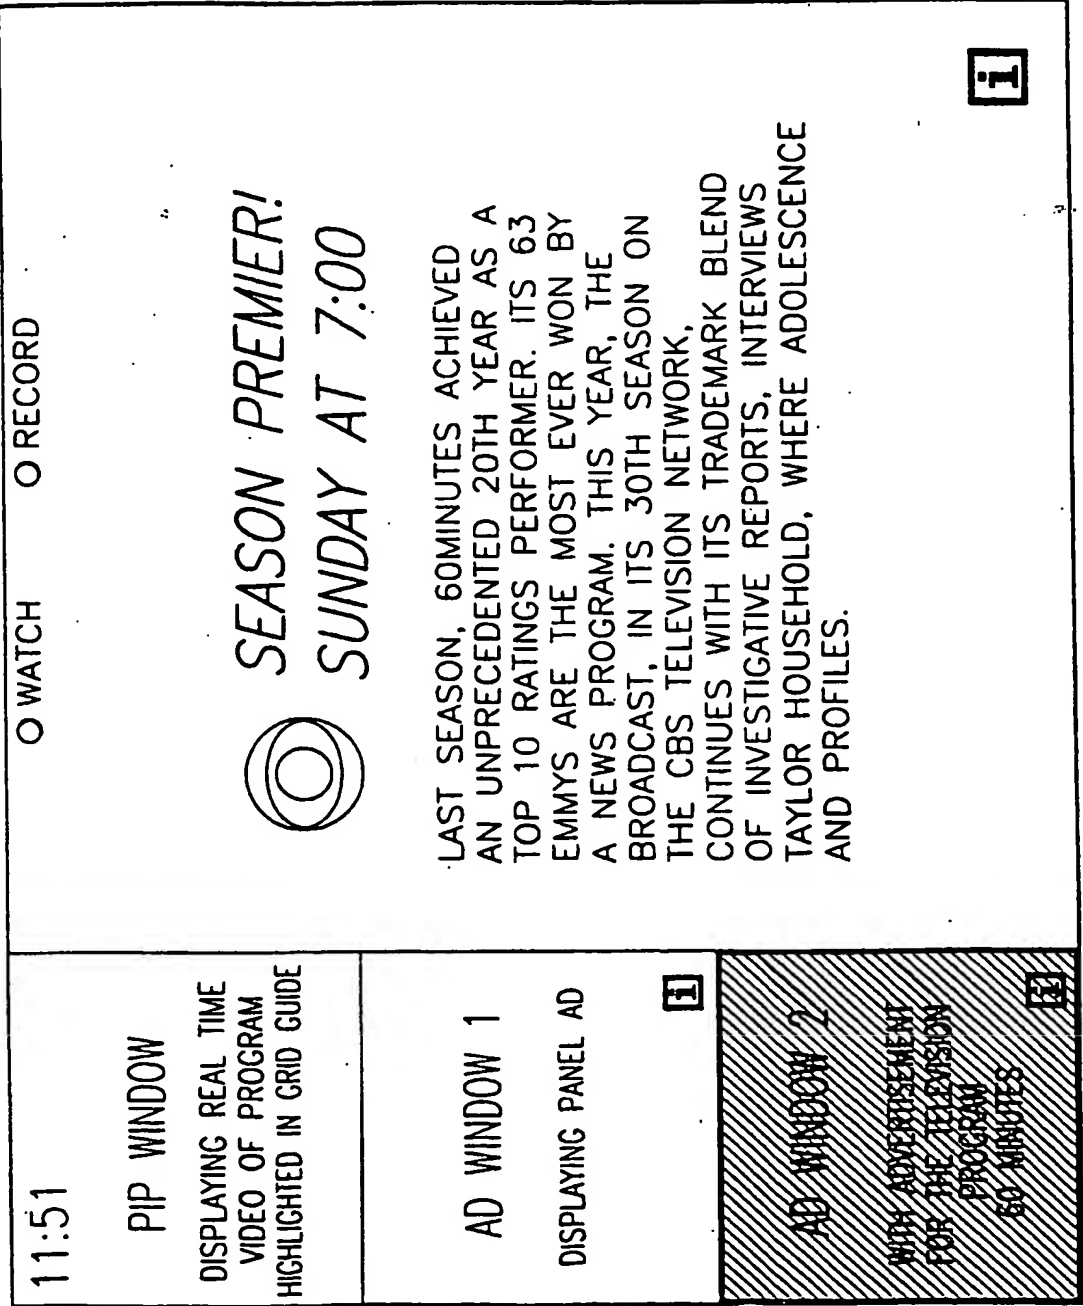 11:51
PIP WINDOW
DISPLAYING REAL TIME
VIDEO OF PROGRAM
HIGHLIGHTED IN GRID GUIDE
AD WINDOW 1
DISPLAYING PANEL AD
i
AD WINDOW 2
WITH ADVERTISEMENT
FOR THE TELEVISION
PROGRAM
60 MINUTES
i
O WATCH O RECORD
SEASON PREMIER!
SUNDAY AT 7:00
LAST SEASON, 60MINUTES ACHIEVED
AN UNPRECEDENTED 20TH YEAR AS A
TOP 10 RATINGS PERFORMER. ITS 63
EMMYS ARE THE MOST EVER WON BY
A NEWS PROGRAM. THIS YEAR, THE
BROADCAST, IN ITS 30TH SEASON ON
THE CBS TELEVISION NETWORK,
CONTINUES WITH ITS TRADEMARK BLEND
OF INVESTIGATIVE REPORTS, INTERVIEWS
TAYLOR HOUSEHOLD, WHERE ADOLESCENCE
AND PROFILES.
i